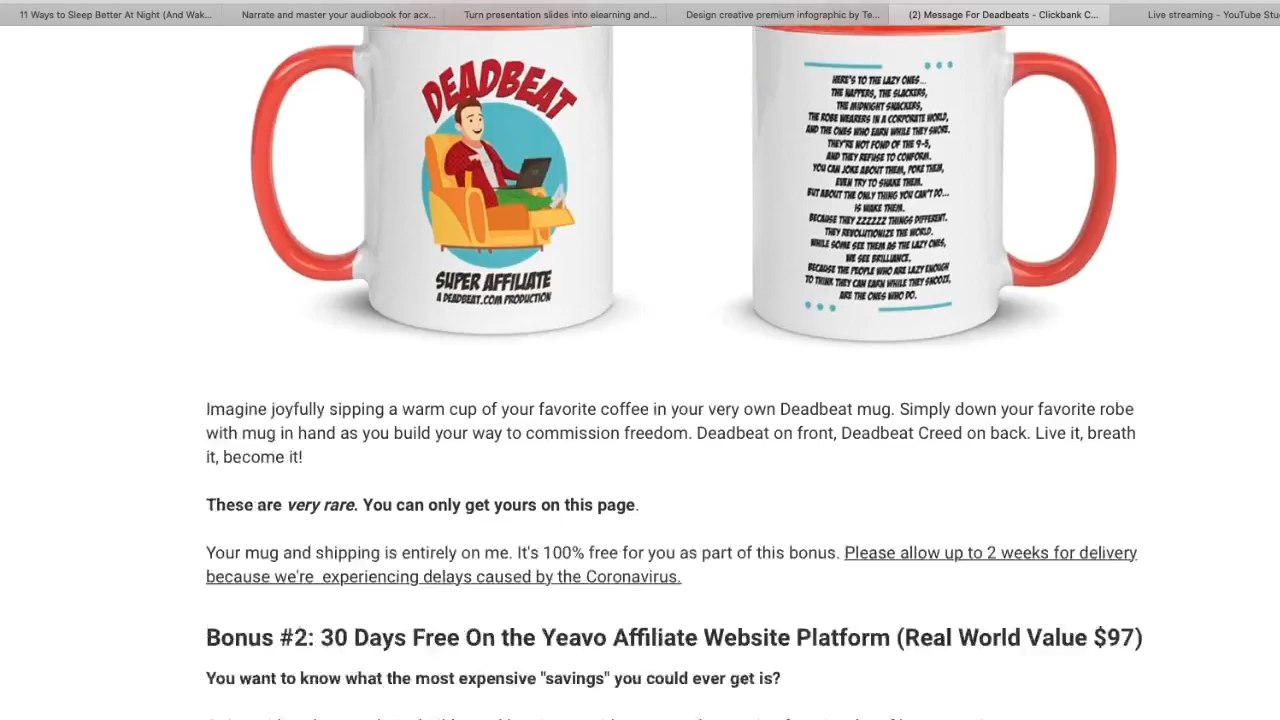 11 Ways to Sleep Better At Night (And Wak...
Narrate and master your audiobook for acx...
Turn presentation slides into elearning and...
Design creative premium infographic by Te...
(2) Message For Deadbeats - Clickbank C...
Live streaming - YouTube Stu
DEADBEAT
SUPER AFFILIATE
A DEADBEAT.COM PRODUCTION
HERE'S TO THE LAZY ONES...
THE NAPPERS, THE SLACKERS,
THE MIDNIGHT SNACKERS,
THE ROBE WEARERS IN A CORPORATE WORLD,
AND THE ONES WHO EARN WHILE THEY SNORE.
THEY'RE NOT FOND OF THE 9-5,
AND THEY REFUSE TO CONFORM.
YOU CAN JOKE ABOUT THEM, POKE THEM,
EVEN TRY TO SHAKE THEM.
BUT ABOUT THE ONLY THING YOU CAN'T DO...
IS WAKE THEM.
BECAUSE THEY ZZZZZZ THINGS DIFFERENT.
THEY REVOLUTIONIZE THE WORLD.
WHILE SOME SEE THEM AS THE LAZY ONES,
WE SEE BRILLIANCE.
BECAUSE THE PEOPLE WHO ARE LAZY ENOUGH
TO THINK THEY CAN EARN WHILE THEY SNOOZE,
ARE THE ONES WHO DO.
Imagine joyfully sipping a warm cup of your favorite coffee in your very own Deadbeat mug. Simply down your favorite robe
with mug in hand as you build your way to commission freedom. Deadbeat on front, Deadbeat Creed on back. Live it, breath
it, become it!
These are very rare. You can only get yours on this page.
Your mug and shipping is entirely on me. It's 100% free for you as part of this bonus. Please allow up to 2 weeks for delivery
because we're  experiencing delays caused by the Coronavirus.
Bonus #2: 30 Days Free On the Yeavo Affiliate Website Platform (Real World Value $97)
You want to know what the most expensive "savings" you could ever get is?